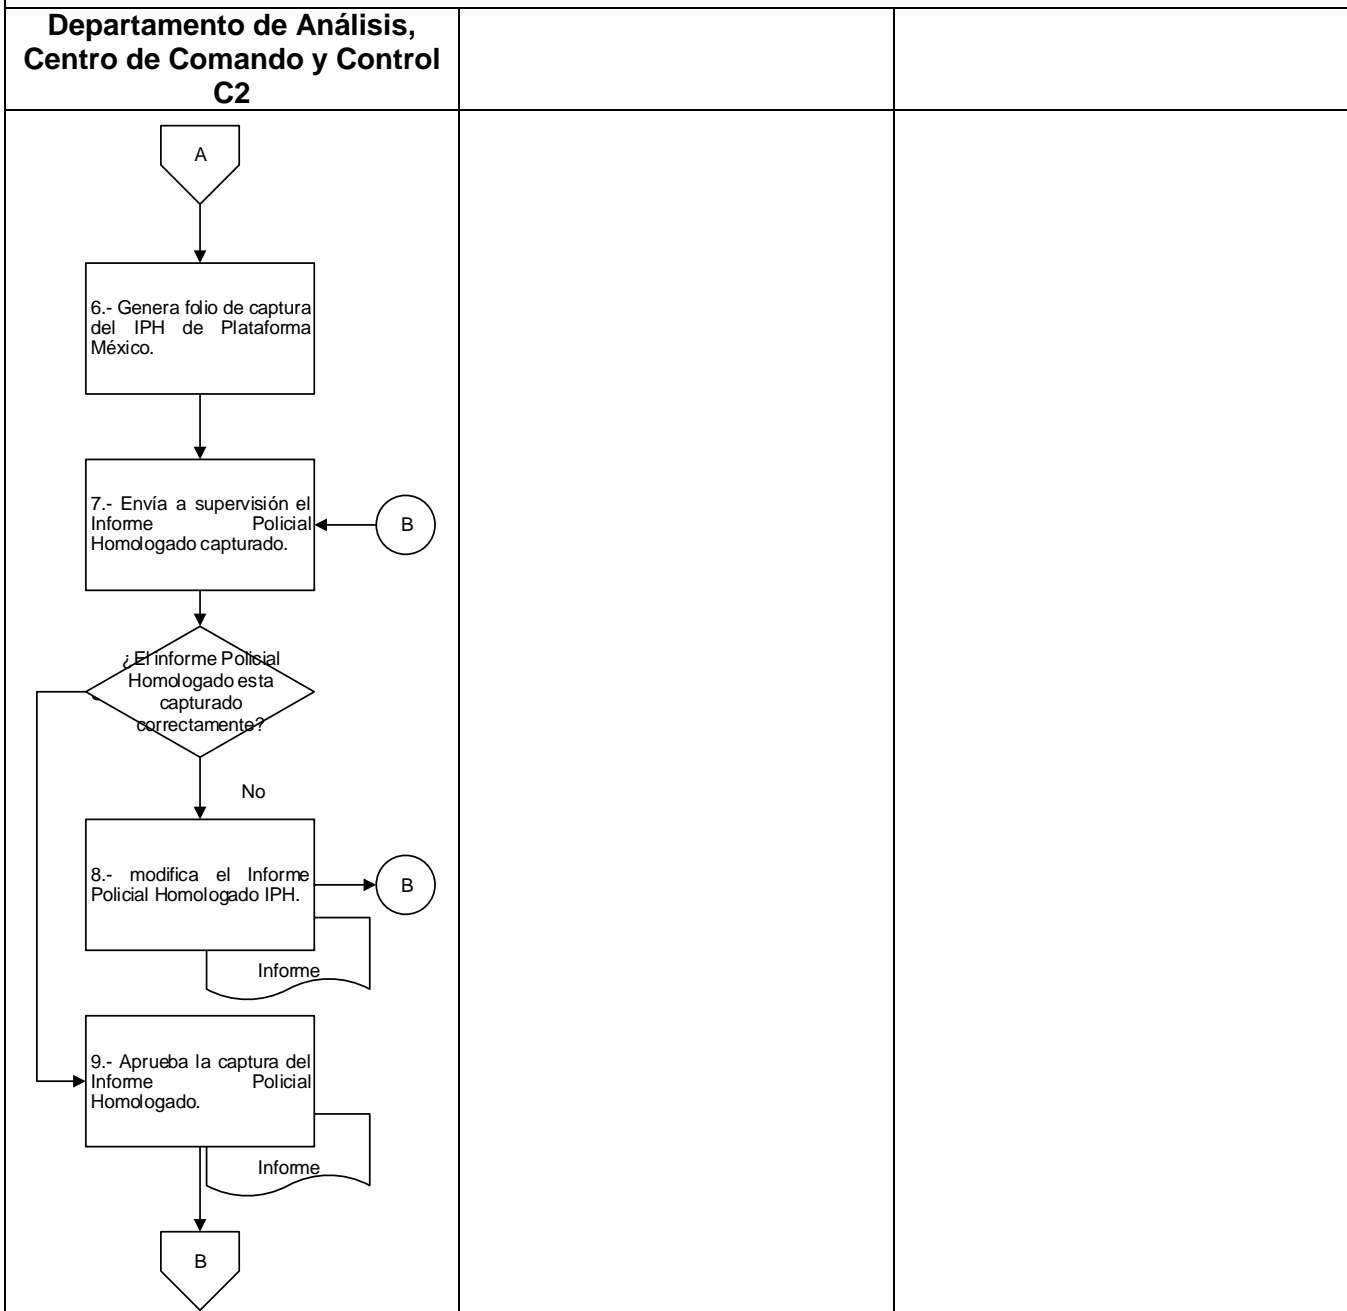 Departamento de Análisis,
Centro de Comando y Control
C2
A
6.- Genera folio de captura
del IPH de Plataforma
México.
7.- Envía a supervisión el
Informe Policial
Homologado capturado.
B
¿El informe Policial
Homologado esta
capturado
correctamente?
No
8.- modifica el Informe
Policial Homologado IPH.
B
Informe
9.- Aprueba la captura del
Informe Policial
Homologado.
Informe
B